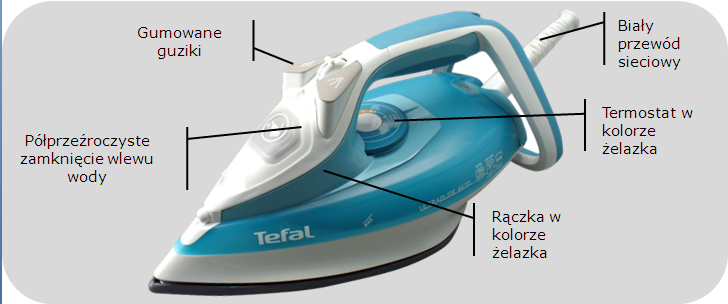 Gumowane
guziki
Biały
przewód
sieciowy
Termostat w
kolorze
żelazka
Półprzeźroczyste
zamknięcie wlewu
wody
Rączka w
kolorze
żelazka
Tefal